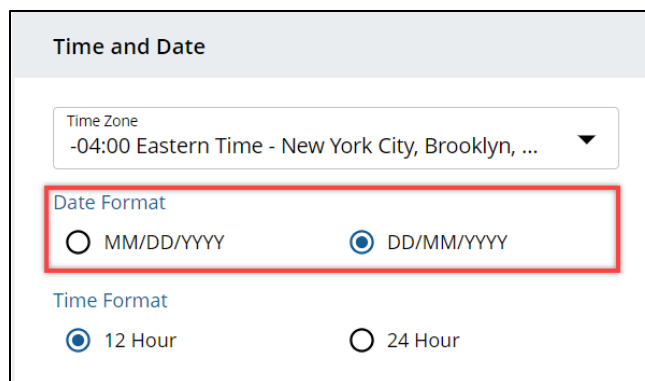 Time and Date
Time Zone
-04:00 Eastern Time - New York City, Brooklyn, ...
Date Format
MM/DD/YYYY DD/MM/YYYY
Time Format
12 Hour 24 Hour